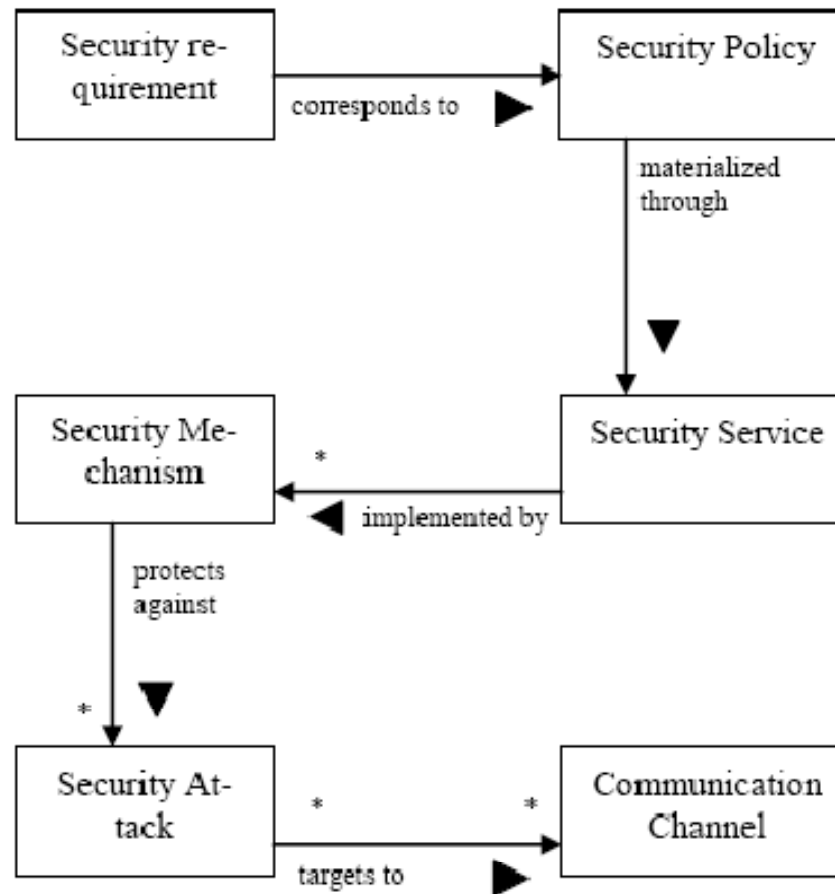 Security re-
quirement
corresponds to
Security Policy
materialized
through
Security Service
*
implemented by
Security Me-
chanism
protects
against
*
Security At-
tack
*
*
targets to
Communication
Channel